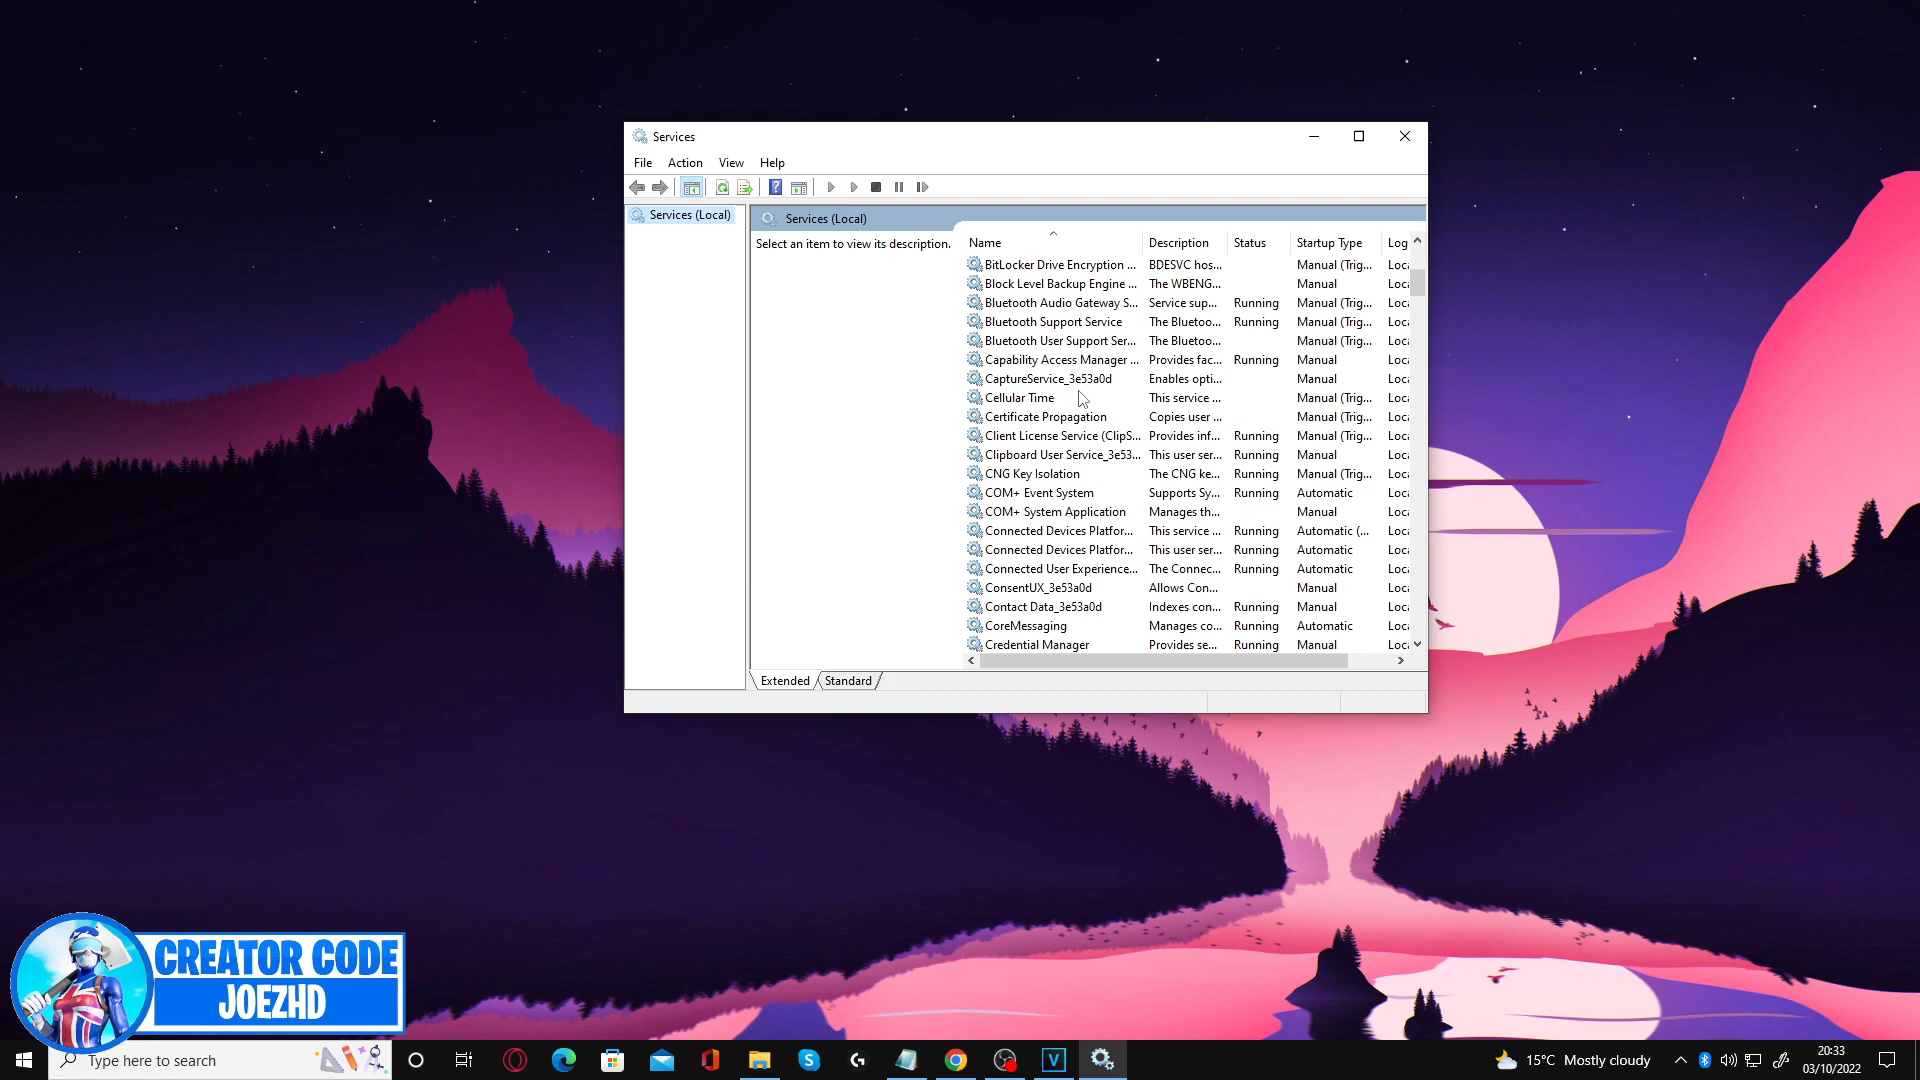 Services
File Action View Help
Services (Local)
Services (Local)
Select an item to view its description.
Name Description Status Startup Type Log
BitLocker Drive Encryption ... BDESVC hos... Manual (Trig... Loca
Block Level Backup Engine ... The WBENG... Manual Loca
Bluetooth Audio Gateway S... Service sup... Running Manual (Trig... Loca
Bluetooth Support Service The Bluetoo... Running Manual (Trig... Loca
Bluetooth User Support Ser... The Bluetoo... Manual (Trig... Loca
Capability Access Manager ... Provides fac... Running Manual Loca
CaptureService_3e53a0d Enables opti... Manual Loca
Cellular Time This service ... Manual (Trig... Loca
Certificate Propagation Copies user ... Manual (Trig... Loca
Client License Service (ClipS... Provides inf... Running Manual (Trig... Loca
Clipboard User Service_3e53... This user ser... Running Manual Loca
CNG Key Isolation The CNG ke... Running Manual (Trig... Loca
COM+ Event System Supports Sy... Running Automatic Loca
COM+ System Application Manages th... Manual Loca
Connected Devices Platfor... This service ... Running Automatic (... Loca
Connected Devices Platfor... This user ser... Running Automatic Loca
Connected User Experience... The Connec... Running Automatic Loca
ConsentUX_3e53a0d Allows Con... Manual Loca
Contact Data_3e53a0d Indexes con... Running Manual Loca
CoreMessaging Manages co... Running Automatic Loca
Credential Manager Provides se... Running Manual Loca
Extended Standard
CREATOR CODE
JOEZHD
Type here to search
15°C Mostly cloudy
20:33
03/10/2022